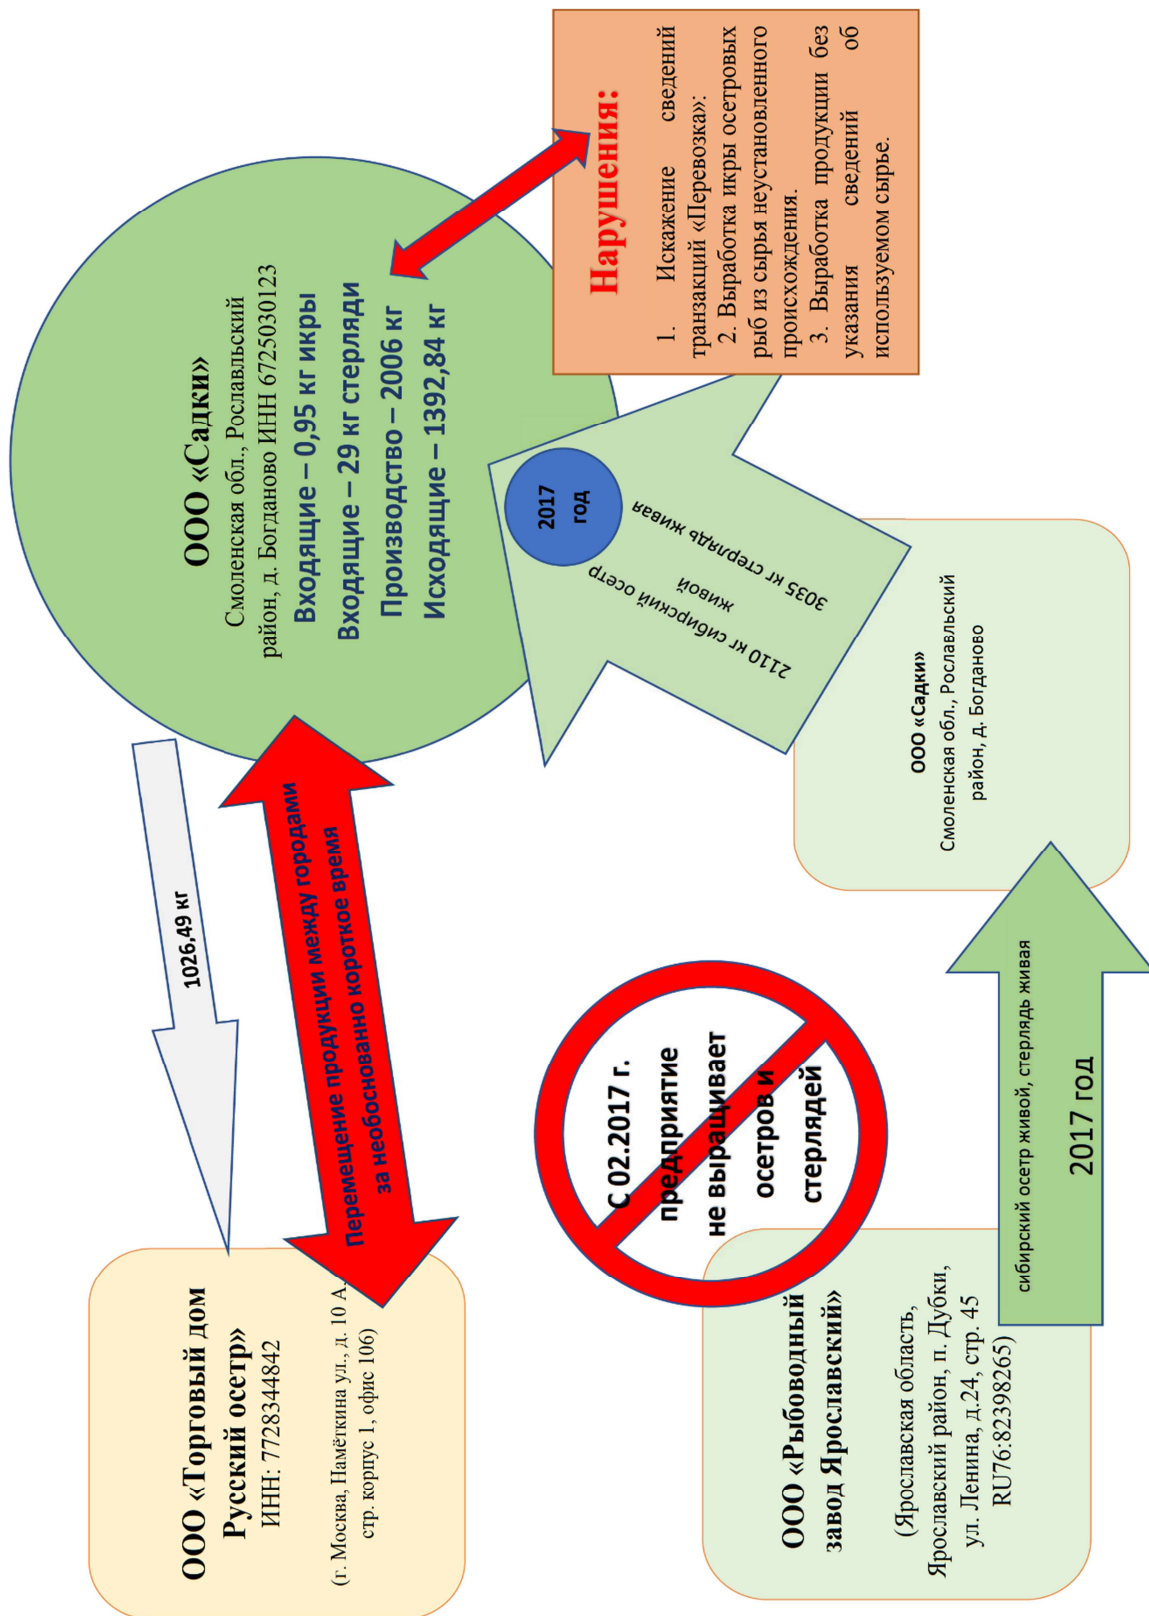 ООО «Торговый дом
Русский осетр»
ИНН: 7728344842
(г. Москва, Намёткина ул., д. 10 А,
стр. корпус 1, офис 106)
1026,49 кг
Перемещение продукции между городами
за необоснованно короткое время
ООО «Садки»
Смоленская обл., Рославльский
район, д. Богданово ИНН 6725030123
Входящие – 0,95 кг икры
Входящие – 29 кг стерляди
Производство – 2006 кг
Исходящие – 1392,84 кг
Нарушения:
1. Искажение сведений
транзакций «Перевозка»:
2. Выработка икры осетровых
рыб из сырья неустановленного
происхождения.
3. Выработка продукции без
указания сведений об
используемом сырье.
2017
год
2110 кг сибирский осетр
живой
3035 кг стерлядь живая
ООО «Садки»
Смоленская обл., Рославльский
район, д. Богданово
С 02.2017 г.
предприятие
не выращивает
осетров и
стерлядей
ООО «Рыбоводный
завод Ярославский»
(Ярославская область,
Ярославский район, п. Дубки,
ул. Ленина, д.24, стр. 45
RU76:82398265)
сибирский осетр живой, стерлядь живая
2017 год